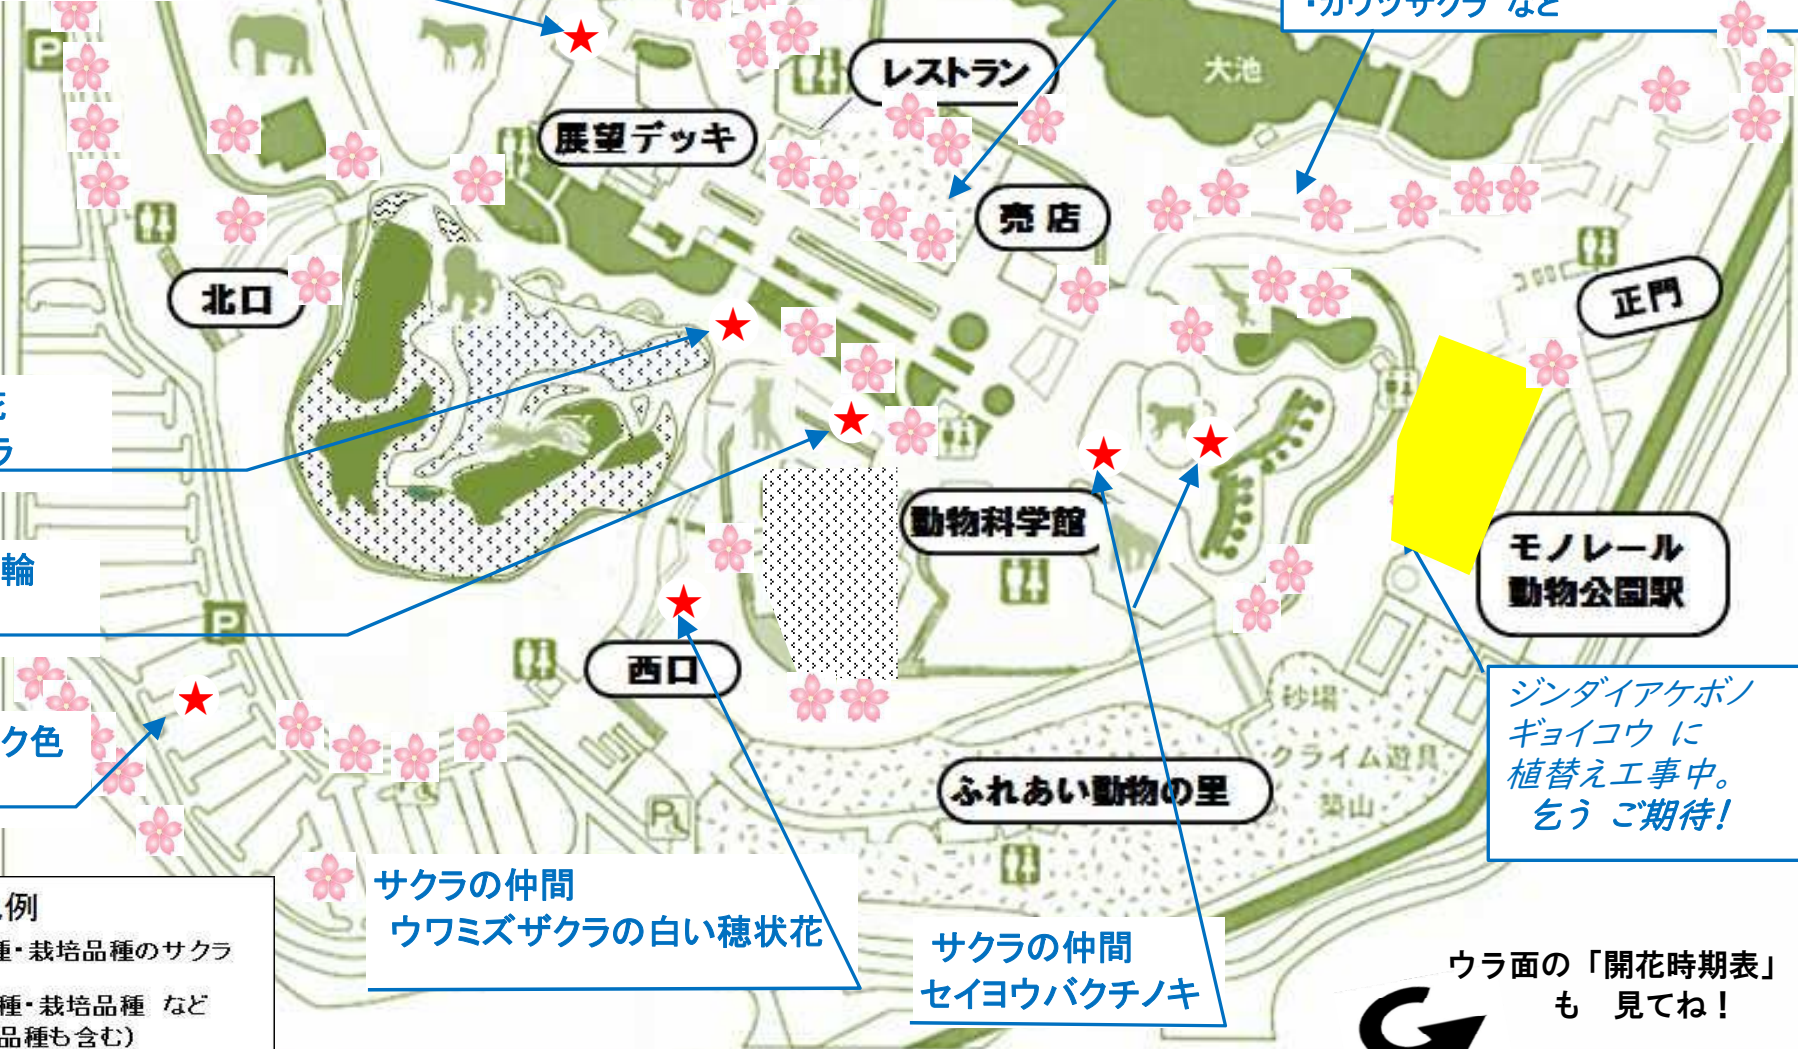 ・カワヅザクラ など
P
レストラン
大池
展望デッキ
売店
北口
正門
花
ラ
動物科学館
モノレール
動物公園駅
輪
P
西口
ク色
砂場
クライム遊具
築山
ジンダイアケボノ
ギョイコウ に
植替え工事中。
乞う ご期待!
ふれあい動物の里
P
サクラの仲間
ウワミズザクラの白い穂状花
サクラの仲間
セイヨウバクチノキ
例
種・栽培品種のサクラ
種・栽培品種 など
品種も含む)
ウラ面の「開花時期表」
も 見てね！